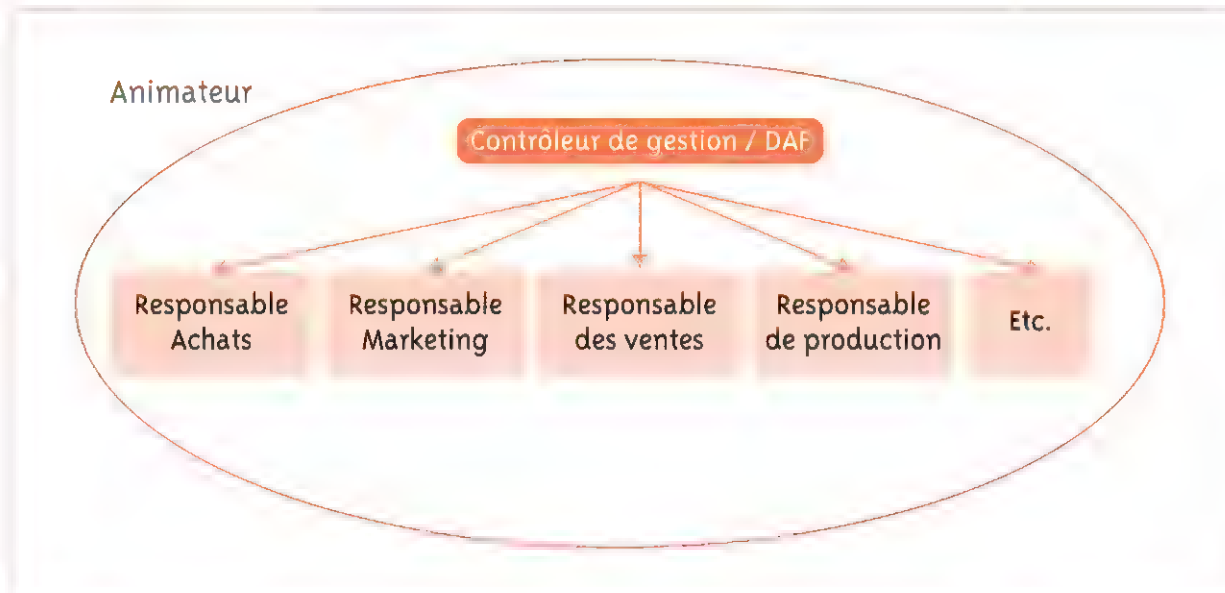 Animateur
Contrôleur de gestion / DAF
Responsable
Achats
Responsable
Marketing
Responsable
des ventes
Responsable
de production
Etc.